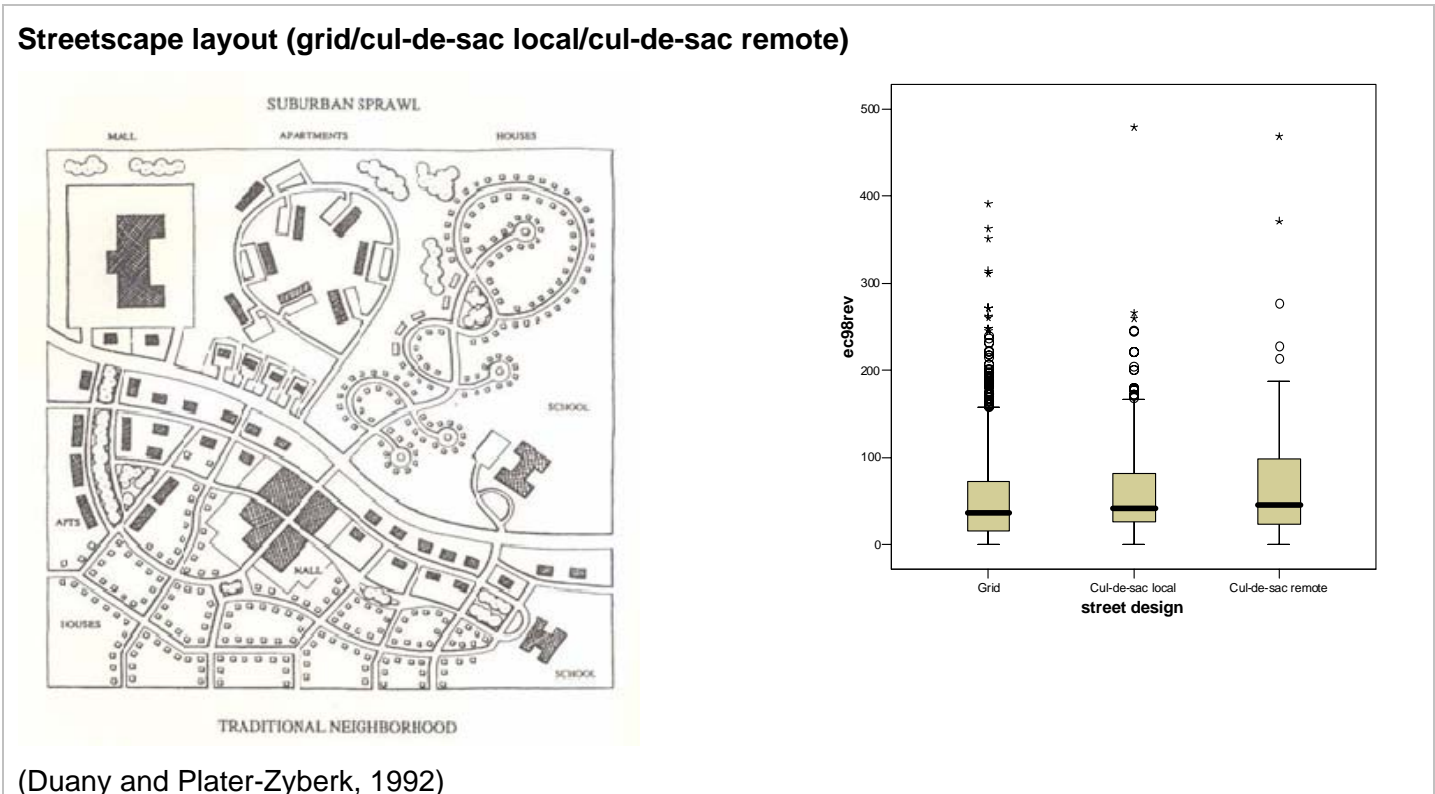 Streetscape layout (grid/cul-de-sac local/cul-de-sac remote)
SUBURBAN SPRAWL
MALL APARTMENTS HOUSES
SCHOOL
APTS
MALL
HOUSES
SCHOOL
TRADITIONAL NEIGHBORHOOD
(Duany and Plater-Zyberk, 1992)
500
400
300
200
100
0
ec98rev
Grid Cul-de-sac local Cul-de-sac remote
street design